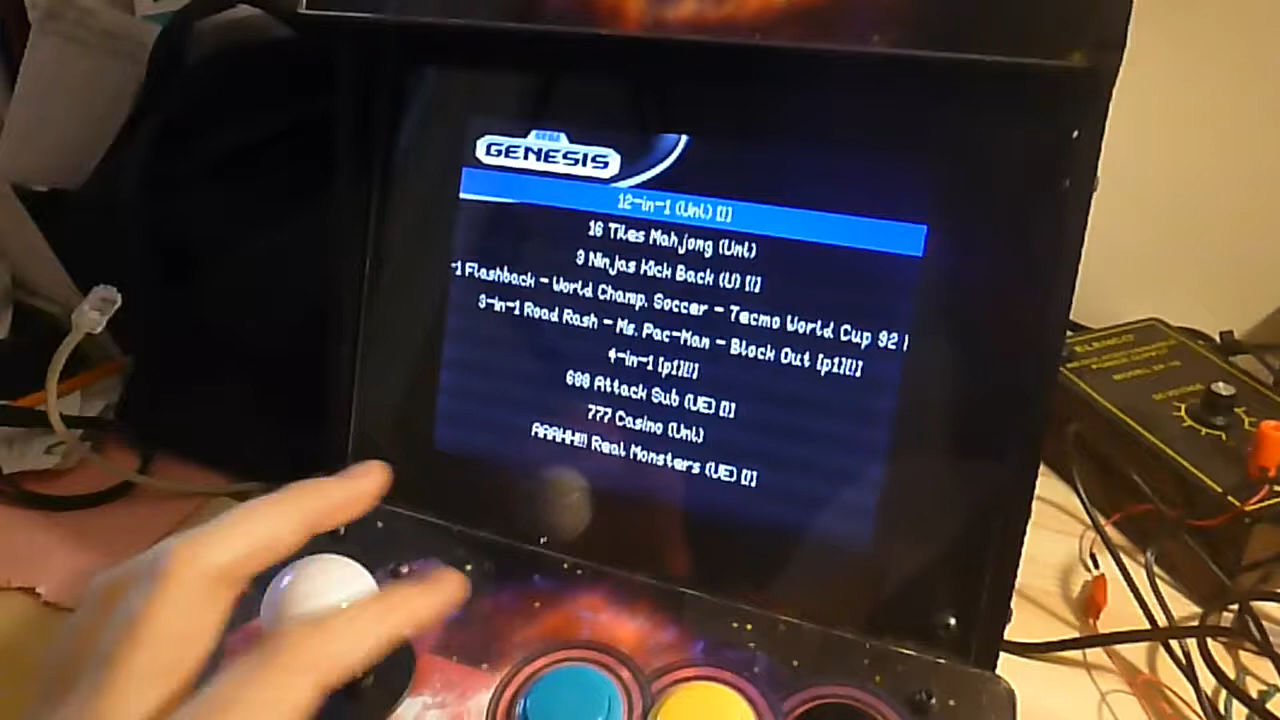 SEGA
GENESIS
12-in-1 (Unl) [!]
16 Tiles Mahjong (Unl)
3 Ninjas Kick Back (U) [!]
-1 Flashback - World Champ. Soccer - Tecmo World Cup 92
3-in-1 Road Rash - Ms. Pac-Man - Block Out [p1][!]
4-in-1 [p1][!]
688 Attack Sub (UE) [!]
777 Casino (Unl)
AAAHH!!! Real Monsters (UE) [!]
ELENCO